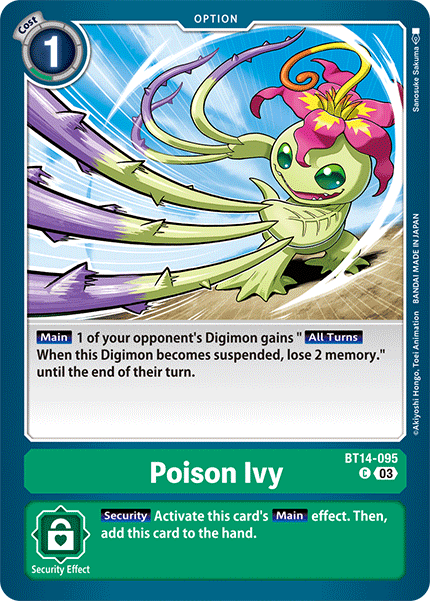 OPTION
Cost
1
Sanosuke Sakuma
Main 1 of your opponent's Digimon gains " All Turns
When this Digimon becomes suspended, lose 2 memory."
until the end of their turn.
©Akiyoshi Hongo, Toei Animation BANDAI MADE IN JAPAN
BT14-095
Poison Ivy
C 03
Security Activate this card's Main effect. Then,
add this card to the hand.
Security Effect